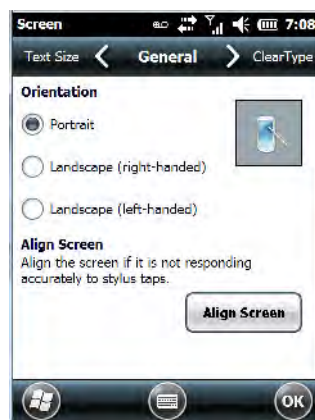 Screen 7:08
Text Size General ClearType
Orientation
Portrait
Landscape (right-handed)
Landscape (left-handed)
Align Screen
Align the screen if it is not responding
accurately to stylus taps.
Align Screen
OK